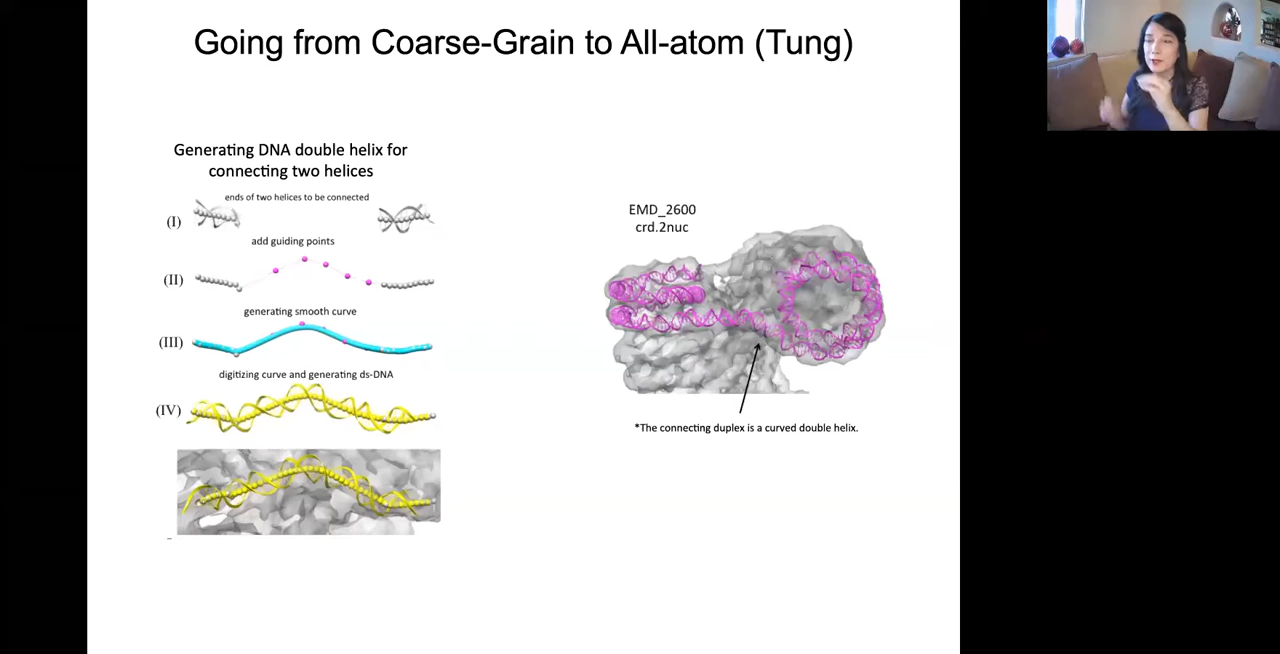 Going from Coarse-Grain to All-atom (Tung)
Generating DNA double helix for
connecting two helices
ends of two helices to be connected
(I)
add guiding points
(II)
generating smooth curve
(III)
digitizing curve and generating ds-DNA
(IV)
EMD_2600
crd.2nuc
*The connecting duplex is a curved double helix.